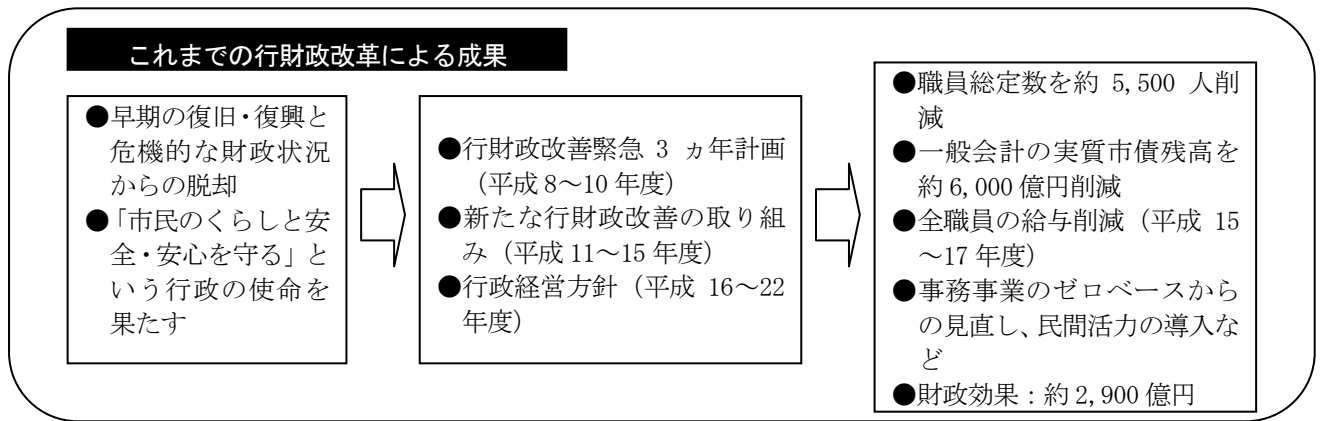 これまでの行財政改革による成果
●早期の復旧・復興と
危機的な財政状況
からの脱却
●「市民のくらしと安
全・安心を守る」と
いう行政の使命を
果たす
●行財政改善緊急 3 ヵ年計画
（平成 8～10 年度）
●新たな行財政改善の取り組
み（平成 11～15 年度）
●行政経営方針（平成 16～22
年度）
●職員総定数を約 5,500 人削
減
●一般会計の実質市債残高を
約 6,000 億円削減
●全職員の給与削減（平成 15
～17 年度）
●事務事業のゼロベースから
の見直し、民間活力の導入な
ど
●財政効果：約 2,900 億円